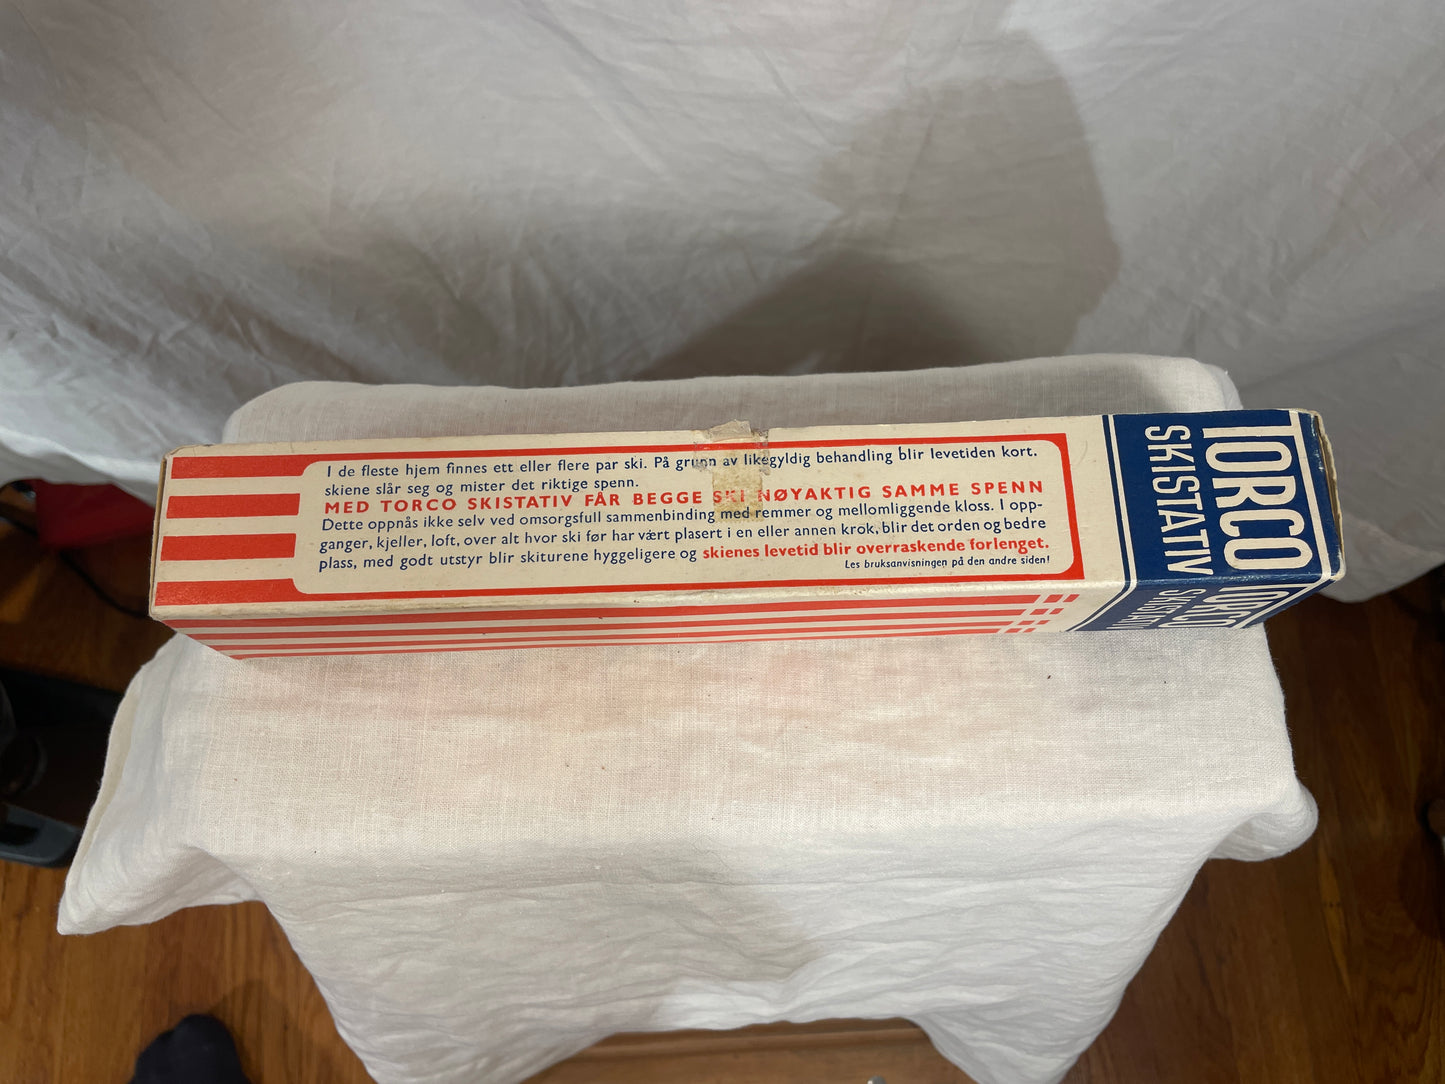 I de fleste hjem finnes ett eller flere par ski. På grunn av likegyldig behandling blir levetiden kort.
skiene slår seg og mister det riktige spenn.
MED TORCO SKISTATIV FÅR BEGGE SKI NØYAKTIG SAMME SPENN
Dette oppnås ikke selv ved omsorgsfull sammenbinding med remmer og mellomliggende kloss. I opp-
ganger, kjeller, loft, over alt hvor ski før har vært plasert i en eller annen krok, blir det orden og bedre
plass, med godt utstyr blir skiturene hyggeligere og skienes levetid blir overraskende forlenget.
Les bruksanvisningen på den andre siden!
TORCO
SKISTATIV
TORCO
SKISTATIV